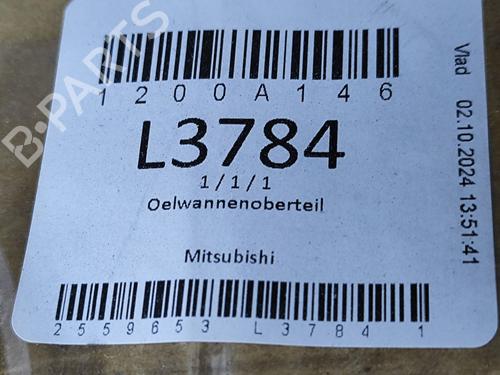 1200A146
L3784
1/1/1
Oelwannenoberteil
Mitsubishi
2559653 L3784 1
Vlad 02.10.2024 13:51:41
B-PARTS